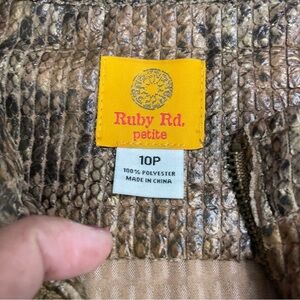 Ruby Rd.
petite
10P
100% POLYESTER
MADE IN CHINA